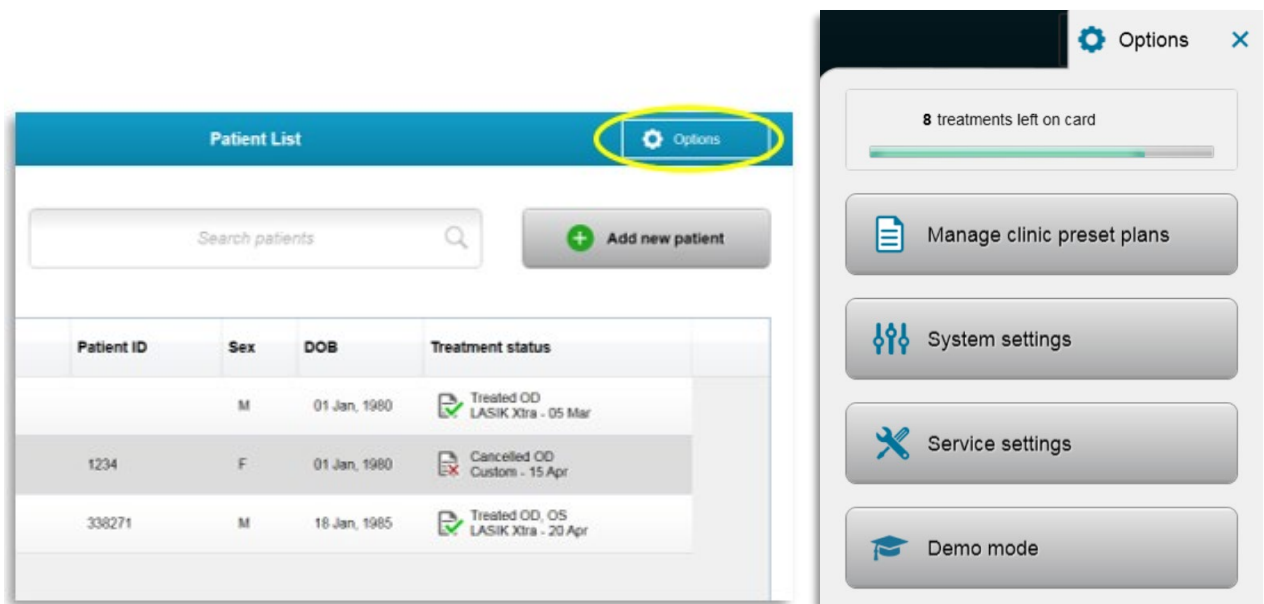 Patient List
Options
Search patients
Add new patient
Patient ID Sex DOB Treatment status
M 01 Jan, 1980 Treated OD
LASIK Xtra - 05 Mar
1234 F 01 Jan, 1980 Cancelled OD
Custom - 15 Apr
338271 M 18 Jan, 1985 Treated OD, OS
LASIK Xtra - 20 Apr
Options
8 treatments left on card
Manage clinic preset plans
System settings
Service settings
Demo mode